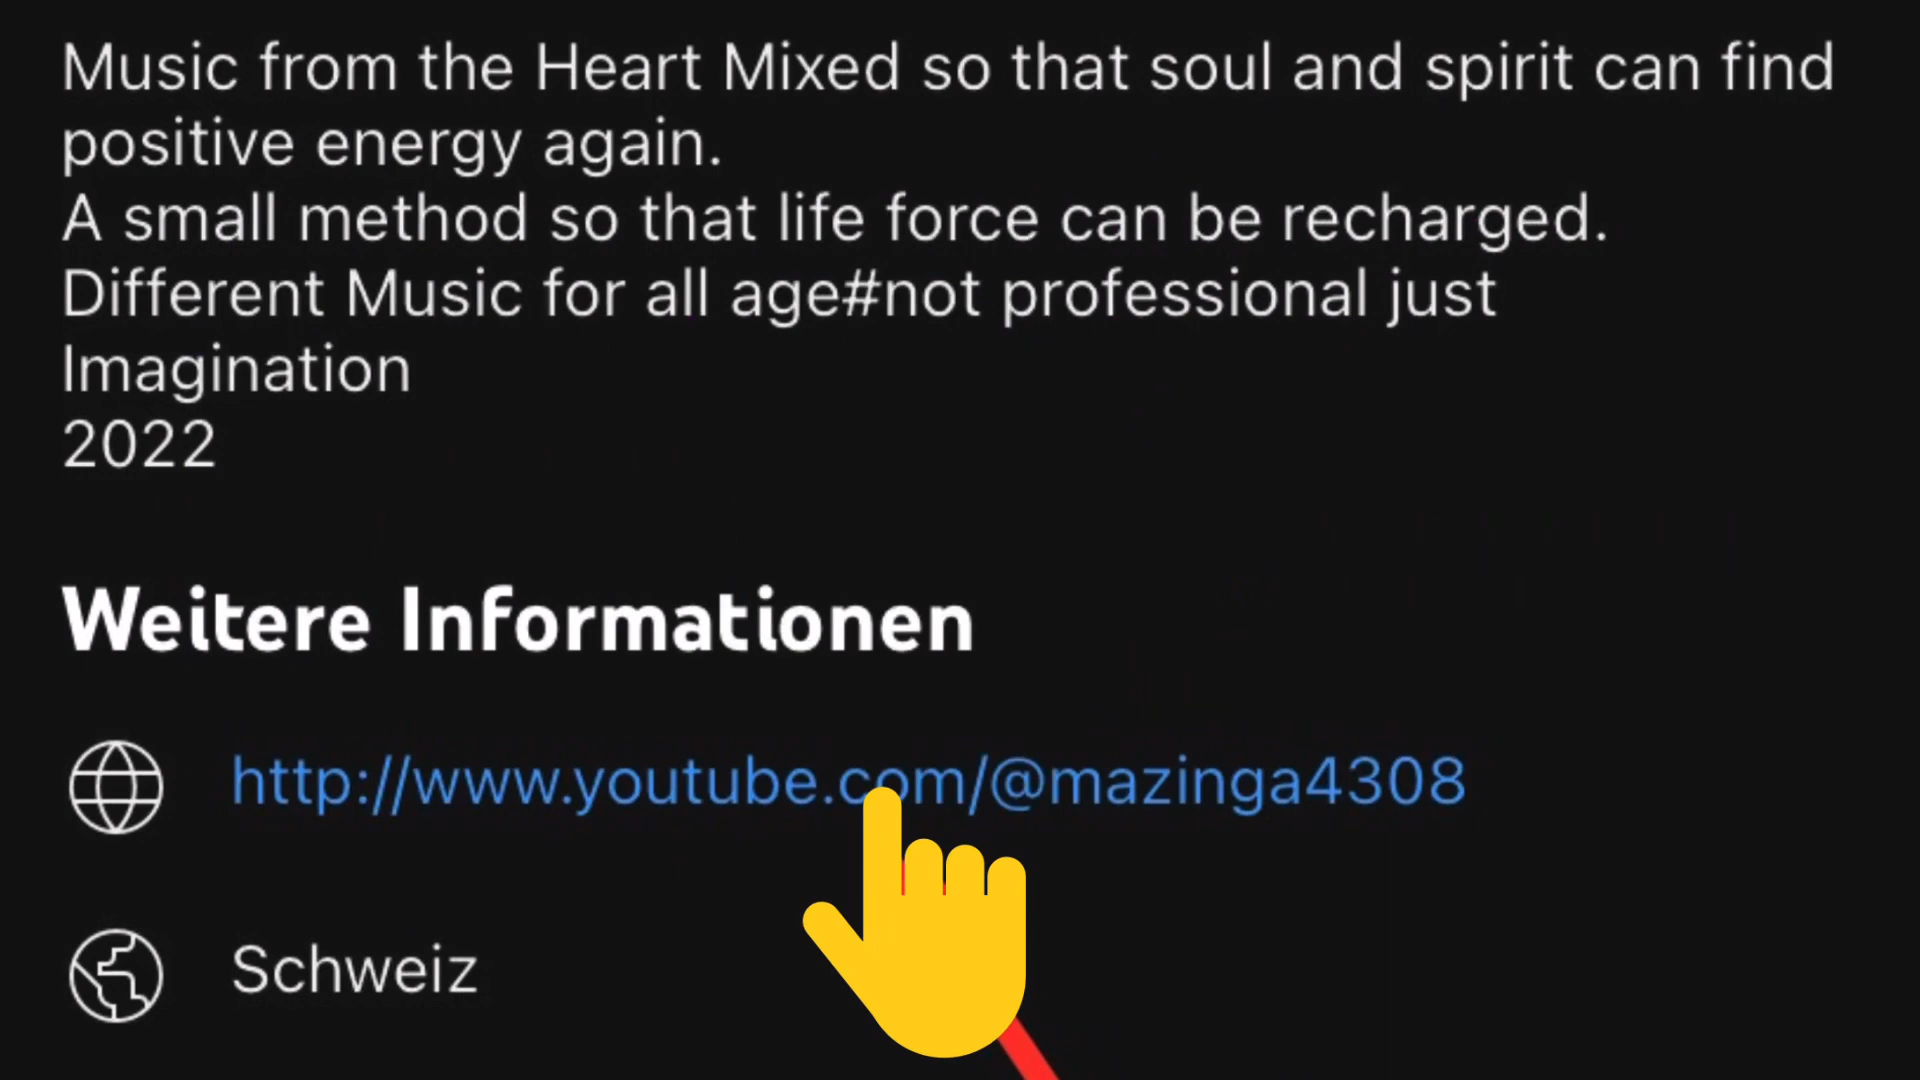 Music from the Heart Mixed so that soul and spirit can find
positive energy again.
A small method so that life force can be recharged.
Different Music for all age#not professional just
Imagination
2022
Weitere Informationen
http://www.youtube.com/@mazinga4308
Schweiz